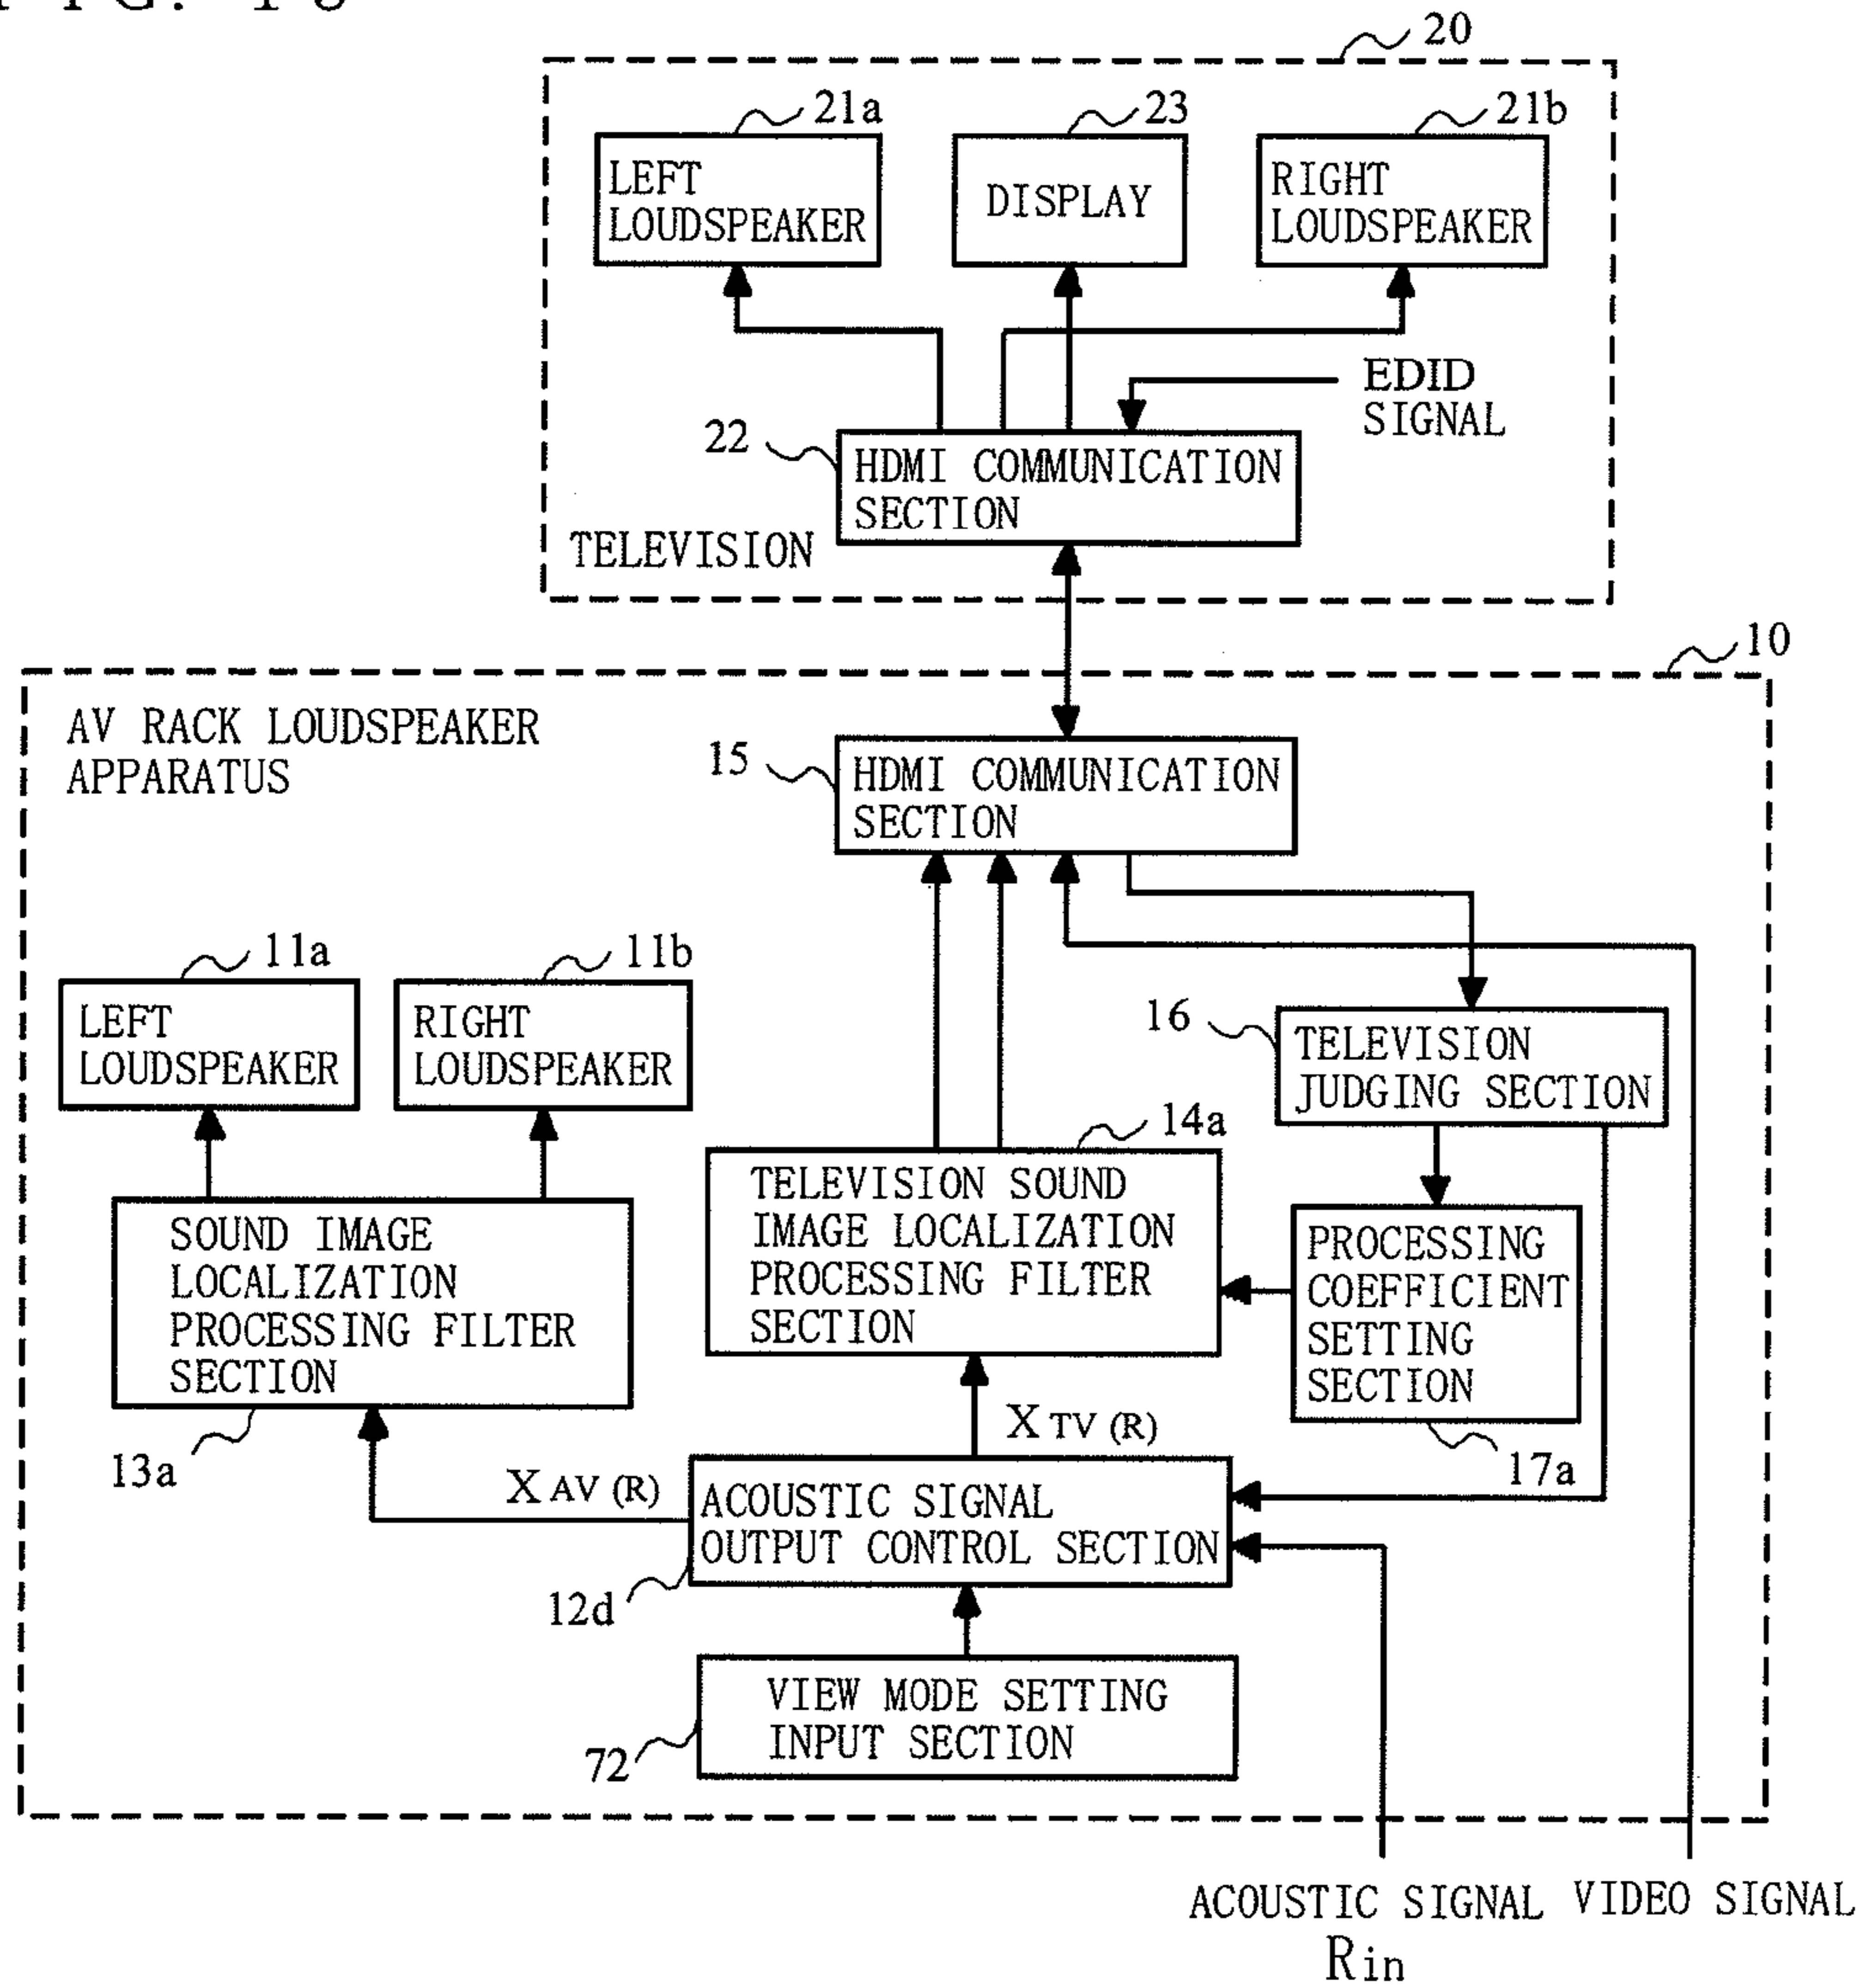 20
21a
23
21b
LEFT
LOUDSPEAKER
DISPLAY
RIGHT
LOUDSPEAKER
EDID
SIGNAL
22
HDMI COMMUNICATION
SECTION
TELEVISION
10
AV RACK LOUDSPEAKER
APPARATUS
15
HDMI COMMUNICATION
SECTION
11a
11b
LEFT
LOUDSPEAKER
RIGHT
LOUDSPEAKER
16
TELEVISION
JUDGING SECTION
14a
TELEVISION SOUND
IMAGE LOCALIZATION
PROCESSING FILTER
SECTION
SOUND IMAGE
LOCALIZATION
PROCESSING FILTER
SECTION
PROCESSING
COEFFICIENT
SETTING
SECTION
13a
X TV (R)
17a
X AV (R)
ACOUSTIC SIGNAL
OUTPUT CONTROL SECTION
12d
VIEW MODE SETTING
INPUT SECTION
72
ACOUSTIC SIGNAL
Rin
VIDEO SIGNAL